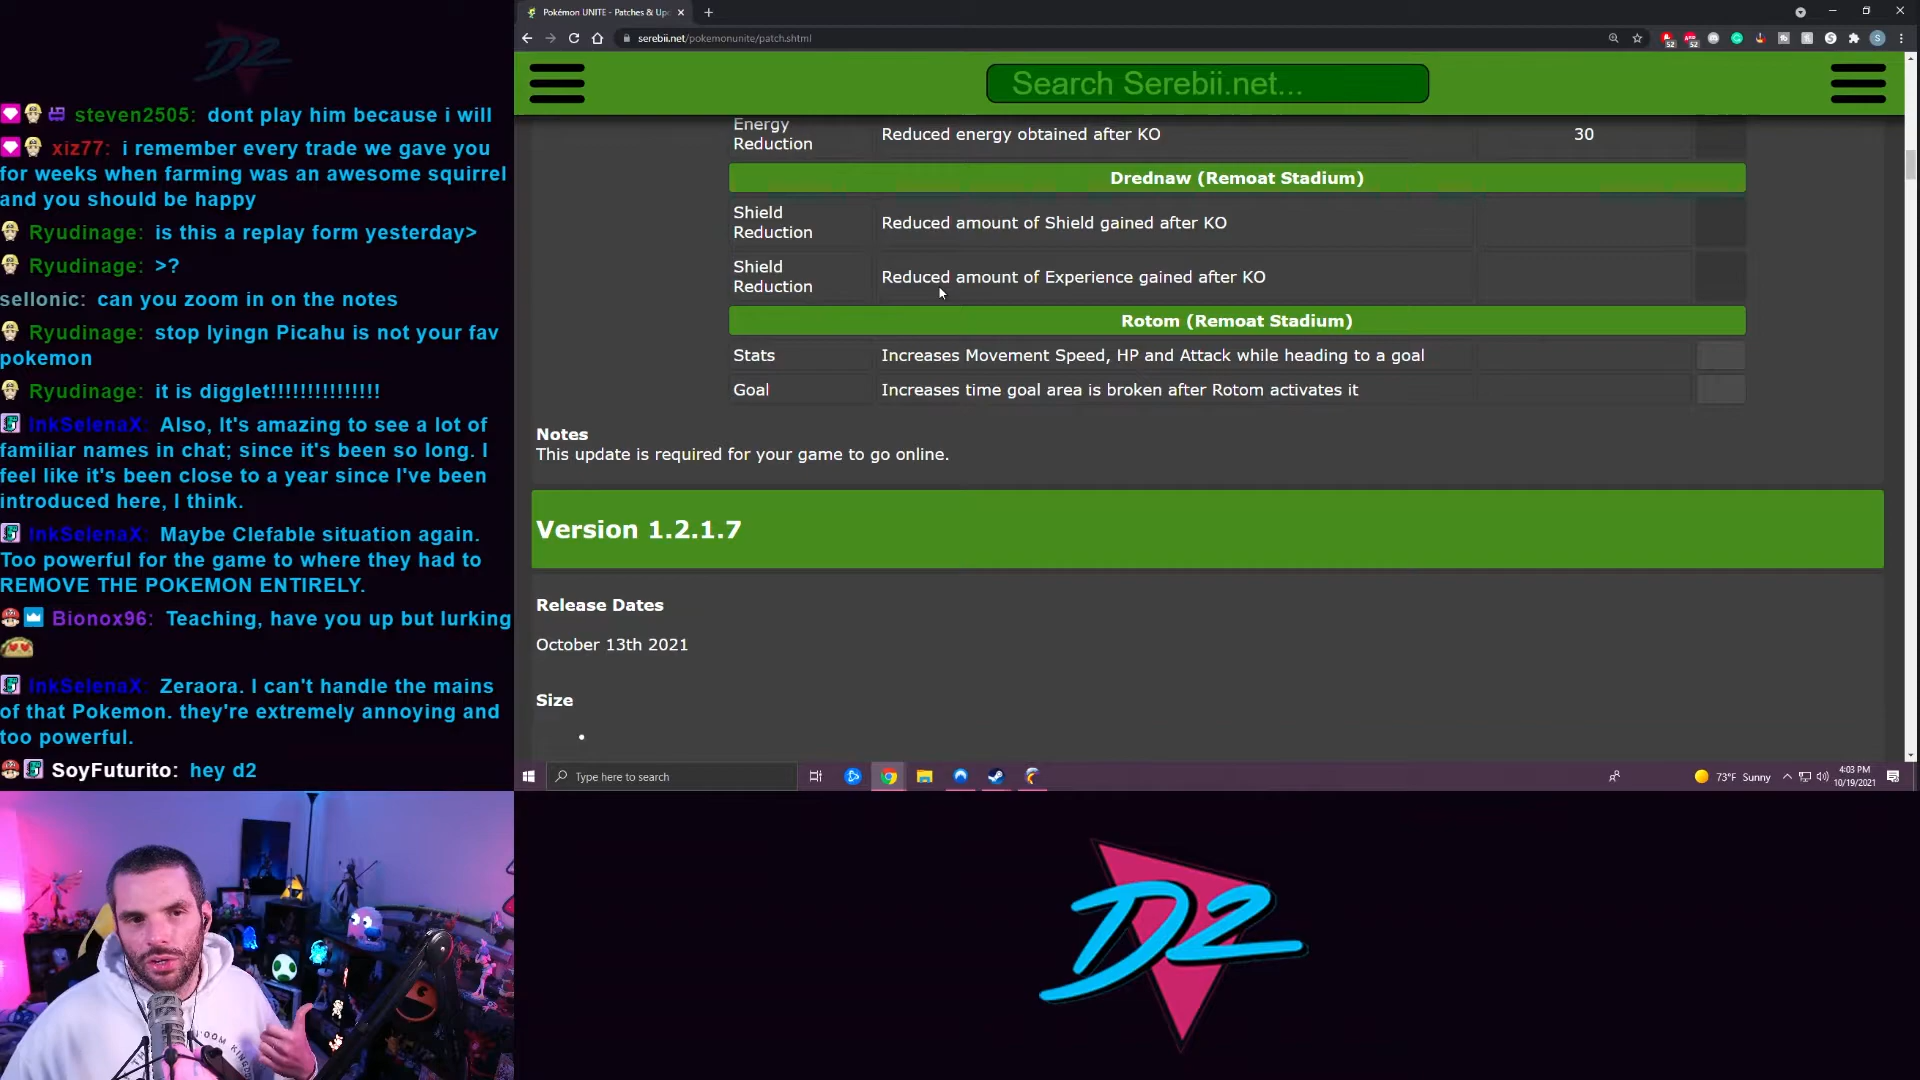 D2
steven2505: dont play him because i will
xiz77: i remember every trade we gave you
for weeks when farming was an awesome squirrel
and you should be happy
Ryudinage: is this a replay form yesterday>
Ryudinage: >?
sellonic: can you zoom in on the notes
Ryudinage: stop lyingn Picahu is not your fav
pokemon
Ryudinage: it is digglet!!!!!!!!!!!!!!!
InkSelenaX: Also, It's amazing to see a lot of
familiar names in chat; since it's been so long. I
feel like it's been close to a year since I've been
introduced here, I think.
InkSelenaX: Maybe Clefable situation again.
Too powerful for the game to where they had to
REMOVE THE POKEMON ENTIRELY.
Bionox96: Teaching, have you up but lurking
InkSelenaX: Zeraora. I can't handle the mains
of that Pokemon. they're extremely annoying and
too powerful.
SoyFuturito: hey d2
Pokémon UNITE - Patches & Up
serebii.net/pokemonunite/patch.shtml
Search Serebii.net...
Energy
Reduction
Reduced energy obtained after KO
30
Drednaw (Remoat Stadium)
Shield
Reduction
Reduced amount of Shield gained after KO
Shield
Reduction
Reduced amount of Experience gained after KO
Rotom (Remoat Stadium)
Stats
Increases Movement Speed, HP and Attack while heading to a goal
Goal
Increases time goal area is broken after Rotom activates it
Notes
This update is required for your game to go online.
Version 1.2.1.7
Release Dates
October 13th 2021
Size
Type here to search
73°F Sunny
4:03 PM
10/19/2021
D2